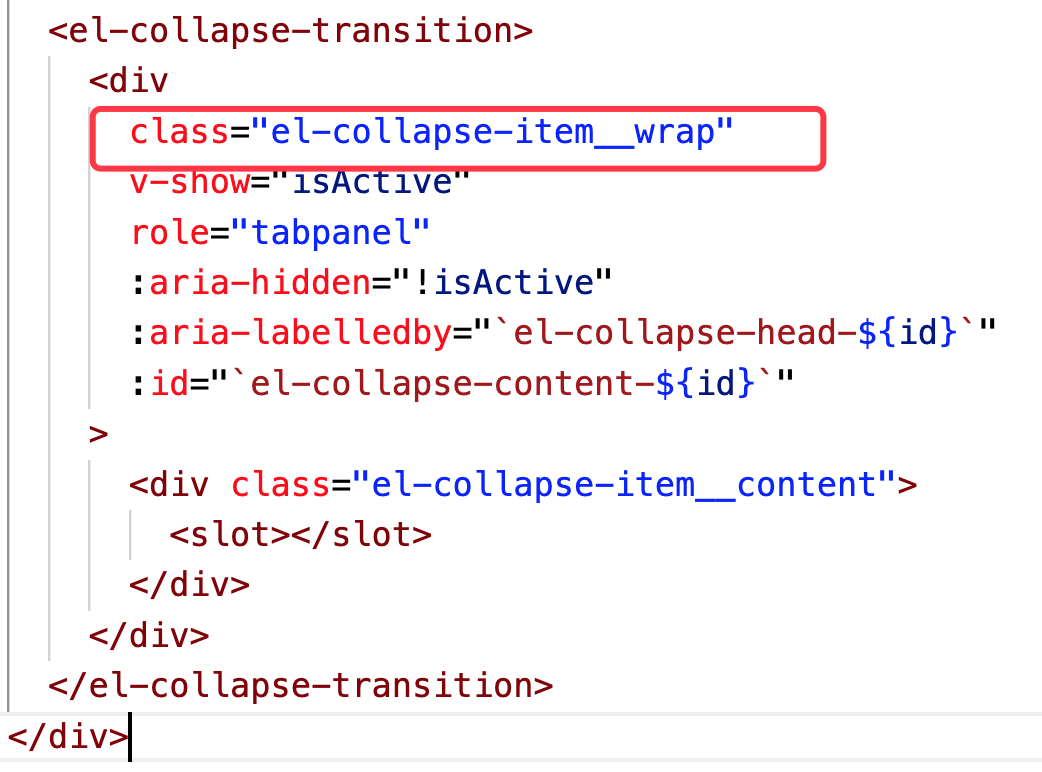 <el-collapse-transition>
<div
class="el-collapse-item__wrap"
v-show="isActive"
role="tabpanel"
:aria-hidden="!isActive"
:aria-labelledby="`el-collapse-head-${id}`"
:id="`el-collapse-content-${id}`"
>
<div class="el-collapse-item__content">
<slot></slot>
</div>
</div>
</el-collapse-transition>
</div>